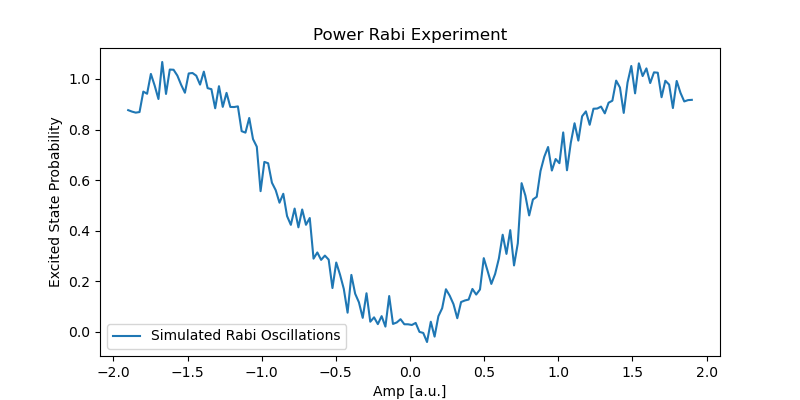 Power Rabi Experiment
Excited State Probability
1.0
0.8
0.6
0.4
0.2
0.0
Simulated Rabi Oscillations
−2.0 −1.5 −1.0 −0.5 0.0 0.5 1.0 1.5 2.0
Amp [a.u.]